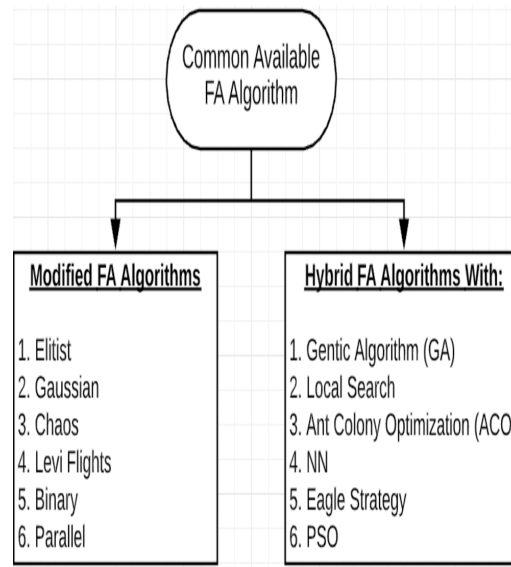 Common Available
FA Algorithm
Modified FA Algorithms
1. Elitist
2. Gaussian
3. Chaos
4. Levi Flights
5. Binary
6. Parallel
Hybrid FA Algorithms With:
1. Gentic Algorithm (GA)
2. Local Search
3. Ant Colony Optimization (ACO
4. NN
5. Eagle Strategy
6. PSO